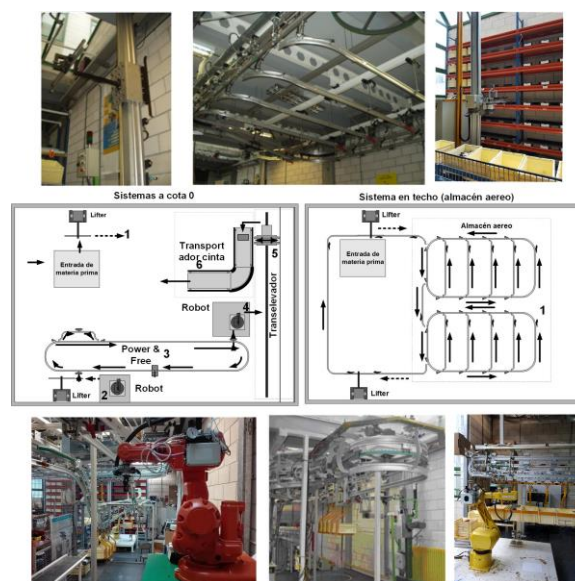 Sistemas a cota 0
Sistema en techo (almacén aereo)
Lifter
1
Entrada de
materia prima
Transport
ador cinta
6
5
Robot
4
Transelevador
Power &
Free
3
Lifter
2
Robot
Lifter
Almacén aereo
Entrada de
materia prima
1
Lifter